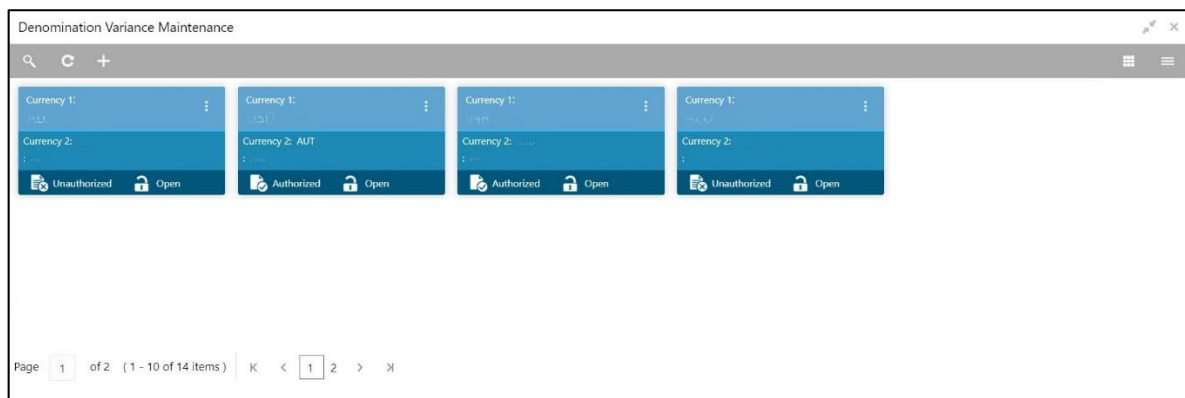 Denomination Variance Maintenance
Currency 1: Currency 1: Currency 1: Currency 1:
Currency 2: Currency 2: AUT Currency 2: Currency 2:
: : : :
Unauthorized Open Authorized Open Authorized Open Unauthorized Open
Page 1 of 2 ( 1 - 10 of 14 items ) K < 1 2 > >|